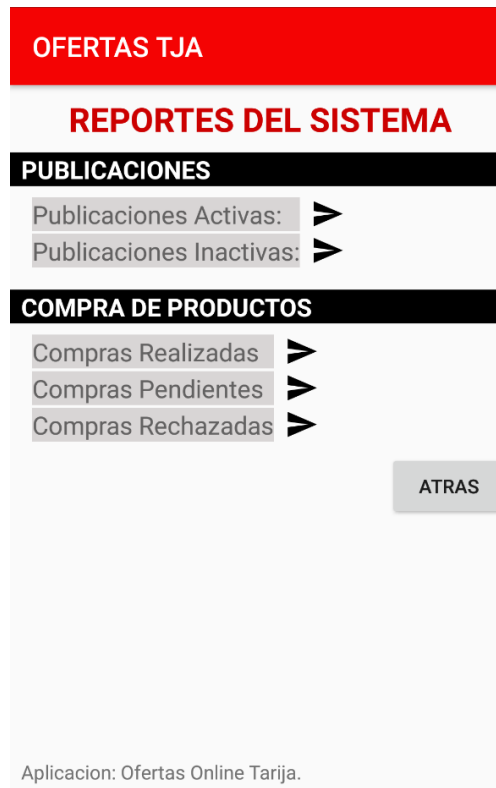 OFERTAS TJA
REPORTES DEL SISTEMA
PUBLICACIONES
Publicaciones Activas:
Publicaciones Inactivas:
COMPRA DE PRODUCTOS
Compras Realizadas
Compras Pendientes
Compras Rechazadas
ATRAS
Aplicacion: Ofertas Online Tarija.